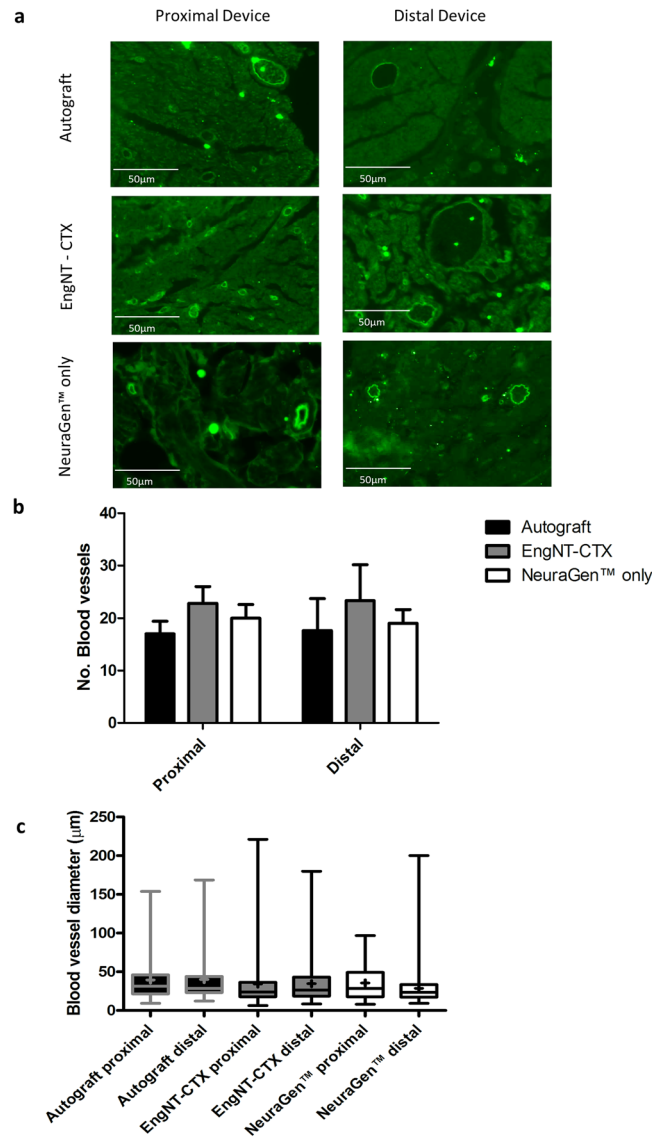 a
Proximal Device
Distal Device
Autograft
50µm
50µm
EngNT - CTX
50µm
50µm
NeuraGen™ only
50µm
50µm
b
No. Blood vessels
40
30
20
10
0
Proximal
Distal
Autograft
EngNT-CTX
NeuraGen™ only
c
Blood vessel diameter (µm)
250
200
150
100
50
0
Autograft proximal
Autograft distal
EngNT-CTX proximal
EngNT-CTX distal
NeuraGen™ proximal
NeuraGen™ distal